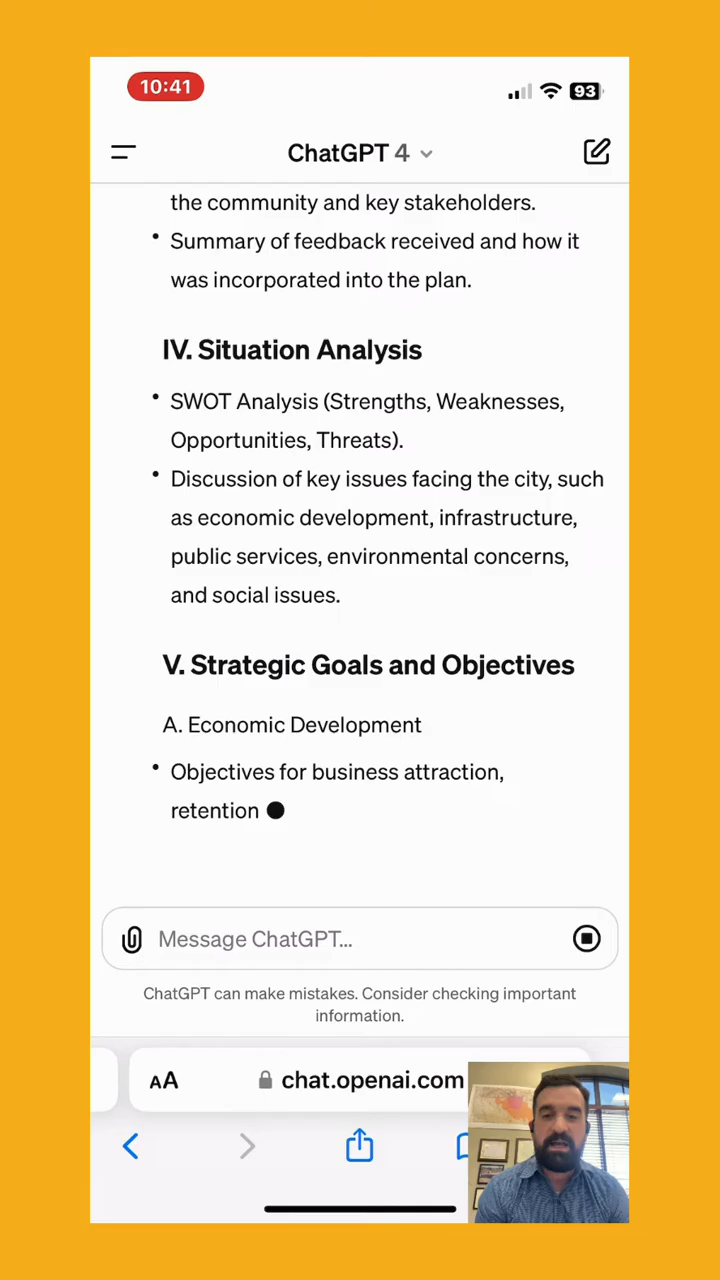 10:41
93
ChatGPT 4
the community and key stakeholders.
• Summary of feedback received and how it
was incorporated into the plan.
IV. Situation Analysis
• SWOT Analysis (Strengths, Weaknesses,
Opportunities, Threats).
• Discussion of key issues facing the city, such
as economic development, infrastructure,
public services, environmental concerns,
and social issues.
V. Strategic Goals and Objectives
A. Economic Development
• Objectives for business attraction,
retention
Message ChatGPT...
ChatGPT can make mistakes. Consider checking important
information.
AA
chat.openai.com